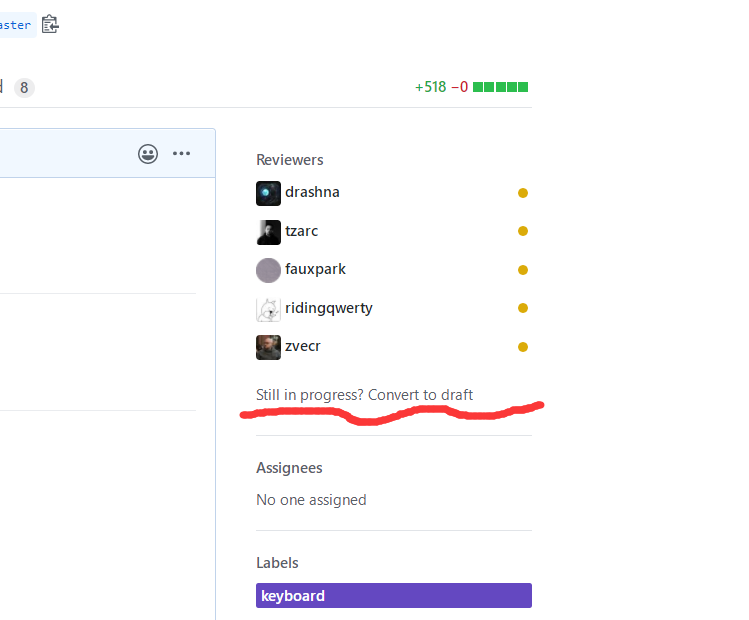 aster
8
+518 −0
Reviewers
drashna
tzarc
fauxpark
ridingqwerty
zvecr
Still in progress? Convert to draft
Assignees
No one assigned
Labels
keyboard